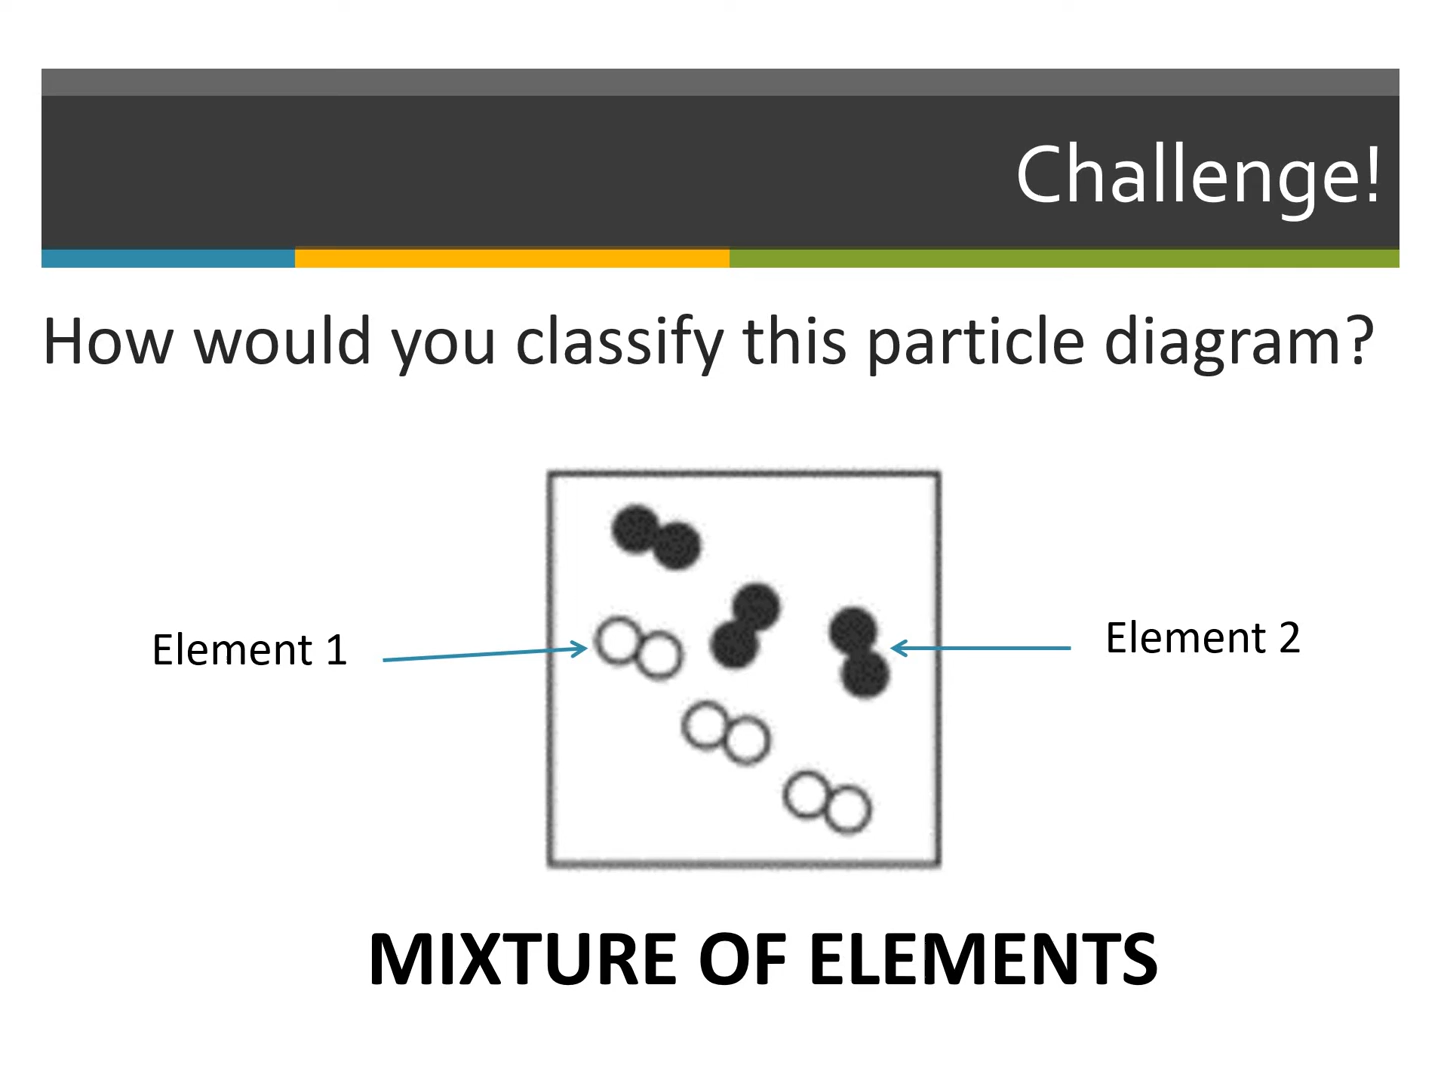 Challenge!
How would you classify this particle diagram?
Element 1
Element 2
MIXTURE OF ELEMENTS